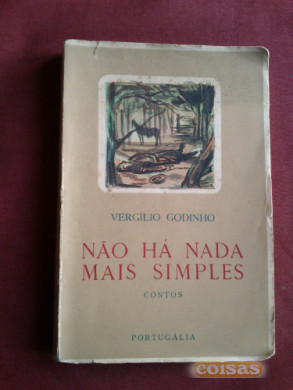 VERGÍLIO GODINHO
NÃO HÁ NADA
MAIS SIMPLES
CONTOS
PORTUGÁLIA
coisas